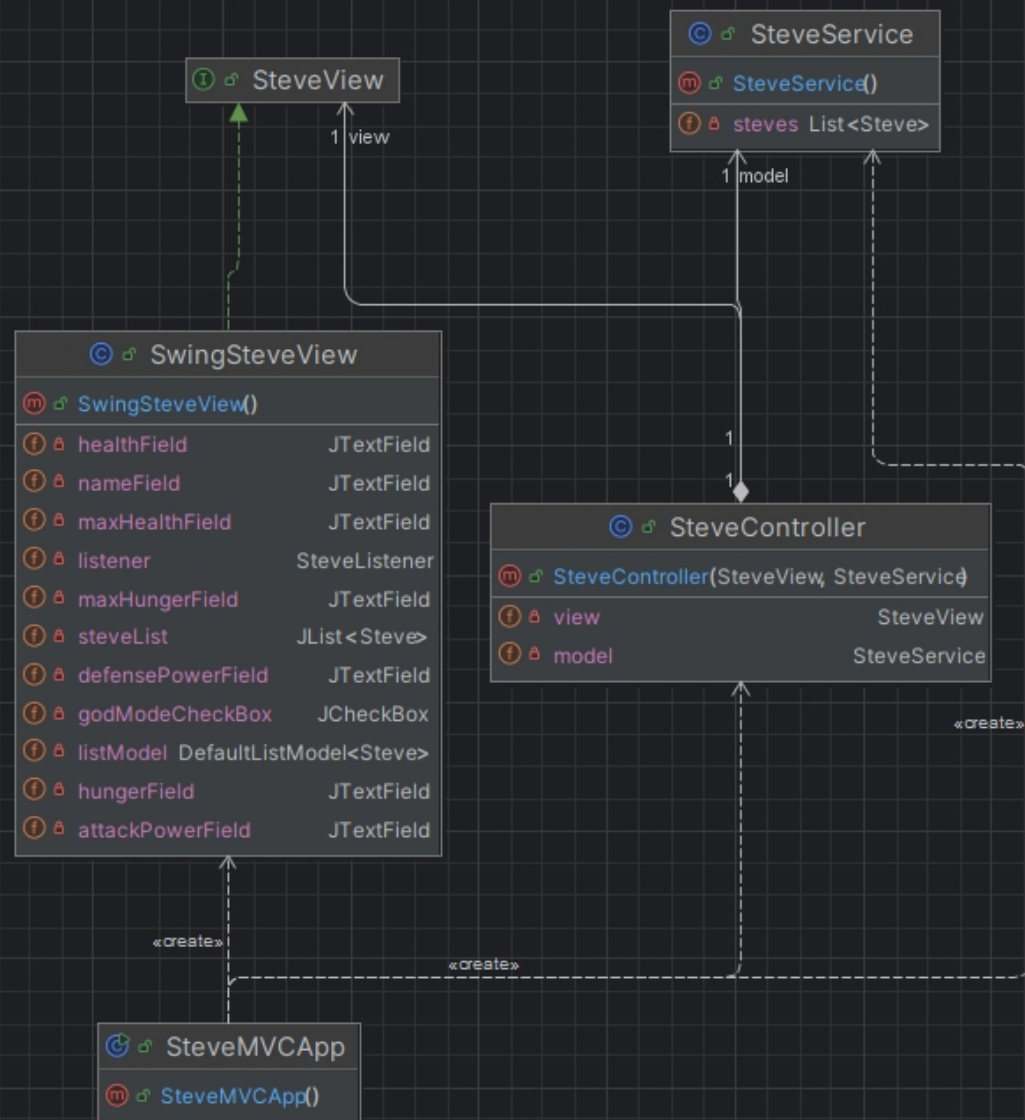 SteveService
SteveService()
steves List<Steve>
SteveView
1 view
1 model
SwingSteveView
SwingSteveView()
healthField JTextField
nameField JTextField
maxHealthField JTextField
listener SteveListener
maxHungerField JTextField
steveList JList<Steve>
defensePowerField JTextField
godModeCheckBox JCheckBox
listModel DefaultListModel<Steve>
hungerField JTextField
attackPowerField JTextField
1
1
SteveController
SteveController(SteveView, SteveService)
view SteveView
model SteveService
«create»
«create»
«create»
SteveMVCApp
SteveMVCApp()